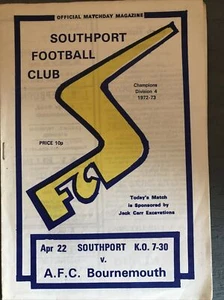 OFFICIAL MATCHDAY MAGAZINE
SOUTHPORT
FOOTBALL
CLUB
Champions
Division 4
1972-73
PRICE 10p
SFC
Today's Match
is Sponsored by
Jack Carr Excavations
Apr 22 SOUTHPORT K.O. 7-30
v.
A.F.C. Bournemouth